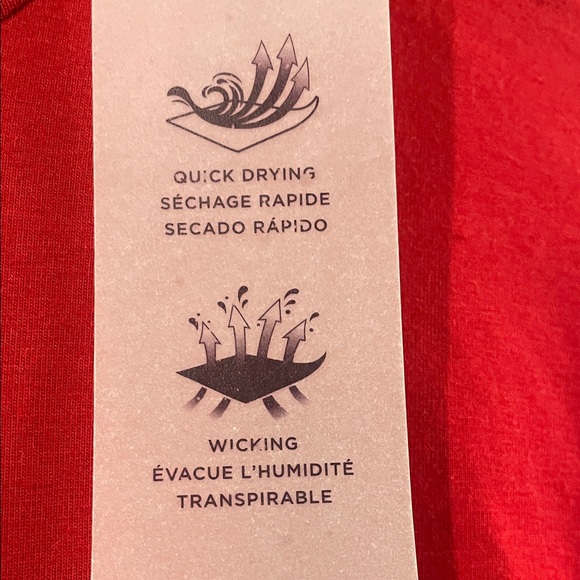 QUICK DRYING
SÉCHAGE RAPIDE
SECADO RÁPIDO
WICKING
ÉVACUE L'HUMIDITÉ
TRANSPIRABLE